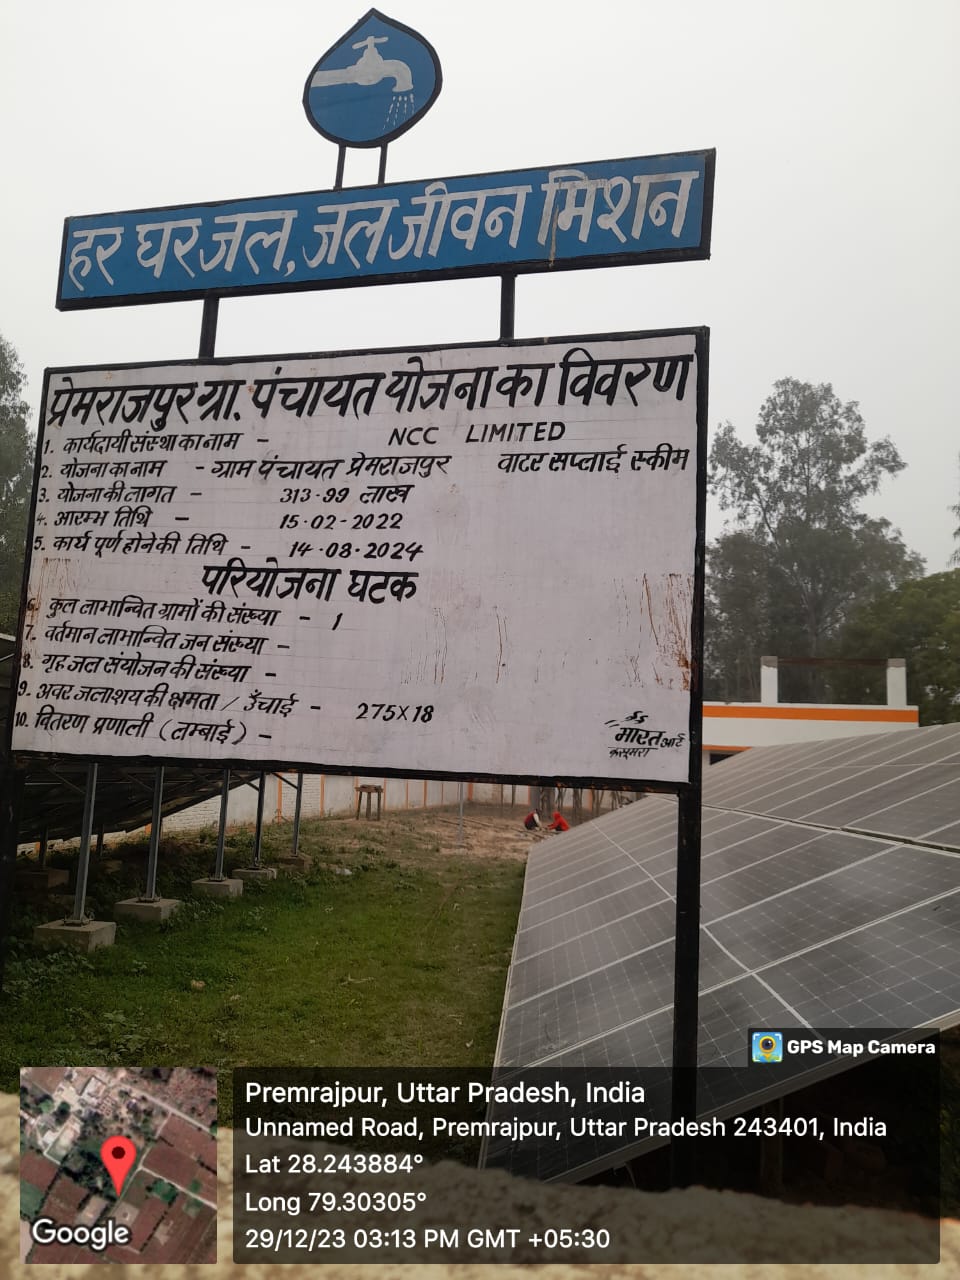 हर घर जल, जल जीवन मिशन
प्रेमराजपुर ग्रा. पंचायत योजना का विवरण
1. कार्यदायी संस्था का नाम - NCC LIMITED
2. योजना का नाम - ग्राम पंचायत प्रेमराजपुर वाटर सप्लाई स्कीम
3. योजना की लागत - 313.99 लाख
4. आरम्भ तिथि - 15.02-2022
5. कार्य पूर्ण होने की तिथि - 14.08.2024
परियोजना घटक
6. कुल लाभान्वित ग्रामों की संख्या - 1
7. वर्तमान लाभान्वित जन संख्या -
8. गृह जल संयोजन की संख्या -
9. अवर जलाशय की क्षमता / ऊँचाई - 275X18
10. वितरण प्रणाली (लम्बाई) -
भारत आर्ट
GPS Map Camera
Premrajpur, Uttar Pradesh, India
Unnamed Road, Premrajpur, Uttar Pradesh 243401, India
Lat 28.243884°
Long 79.30305°
29/12/23 03:13 PM GMT +05:30
Google